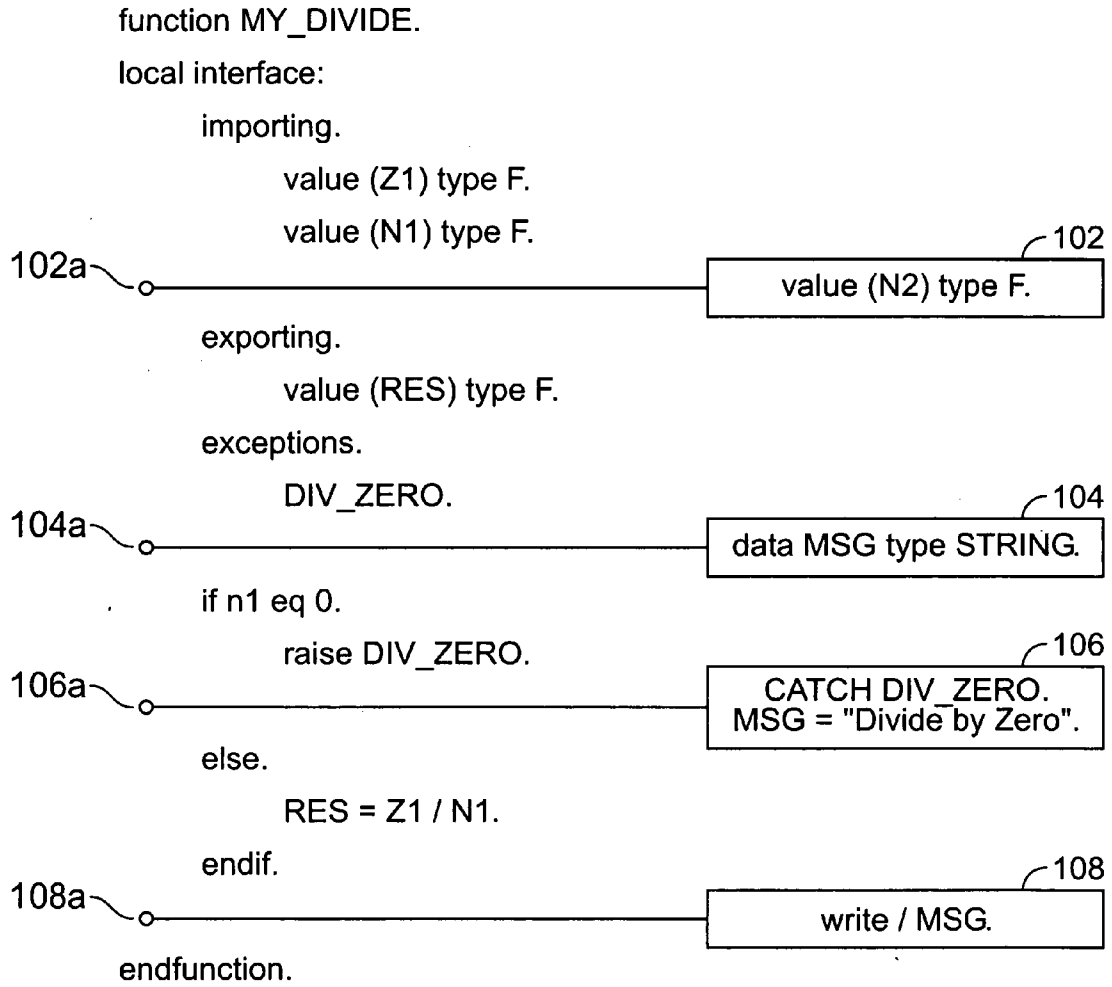 function MY_DIVIDE.
local interface:
importing.
value (Z1) type F.
value (N1) type F.
102
102a
value (N2) type F.
exporting.
value (RES) type F.
exceptions.
DIV_ZERO.
104
104a
data MSG type STRING.
if n1 eq 0.
raise DIV_ZERO.
106
106a
CATCH DIV_ZERO.
MSG = "Divide by Zero".
else.
RES = Z1 / N1.
endif.
108
108a
write / MSG.
endfunction.